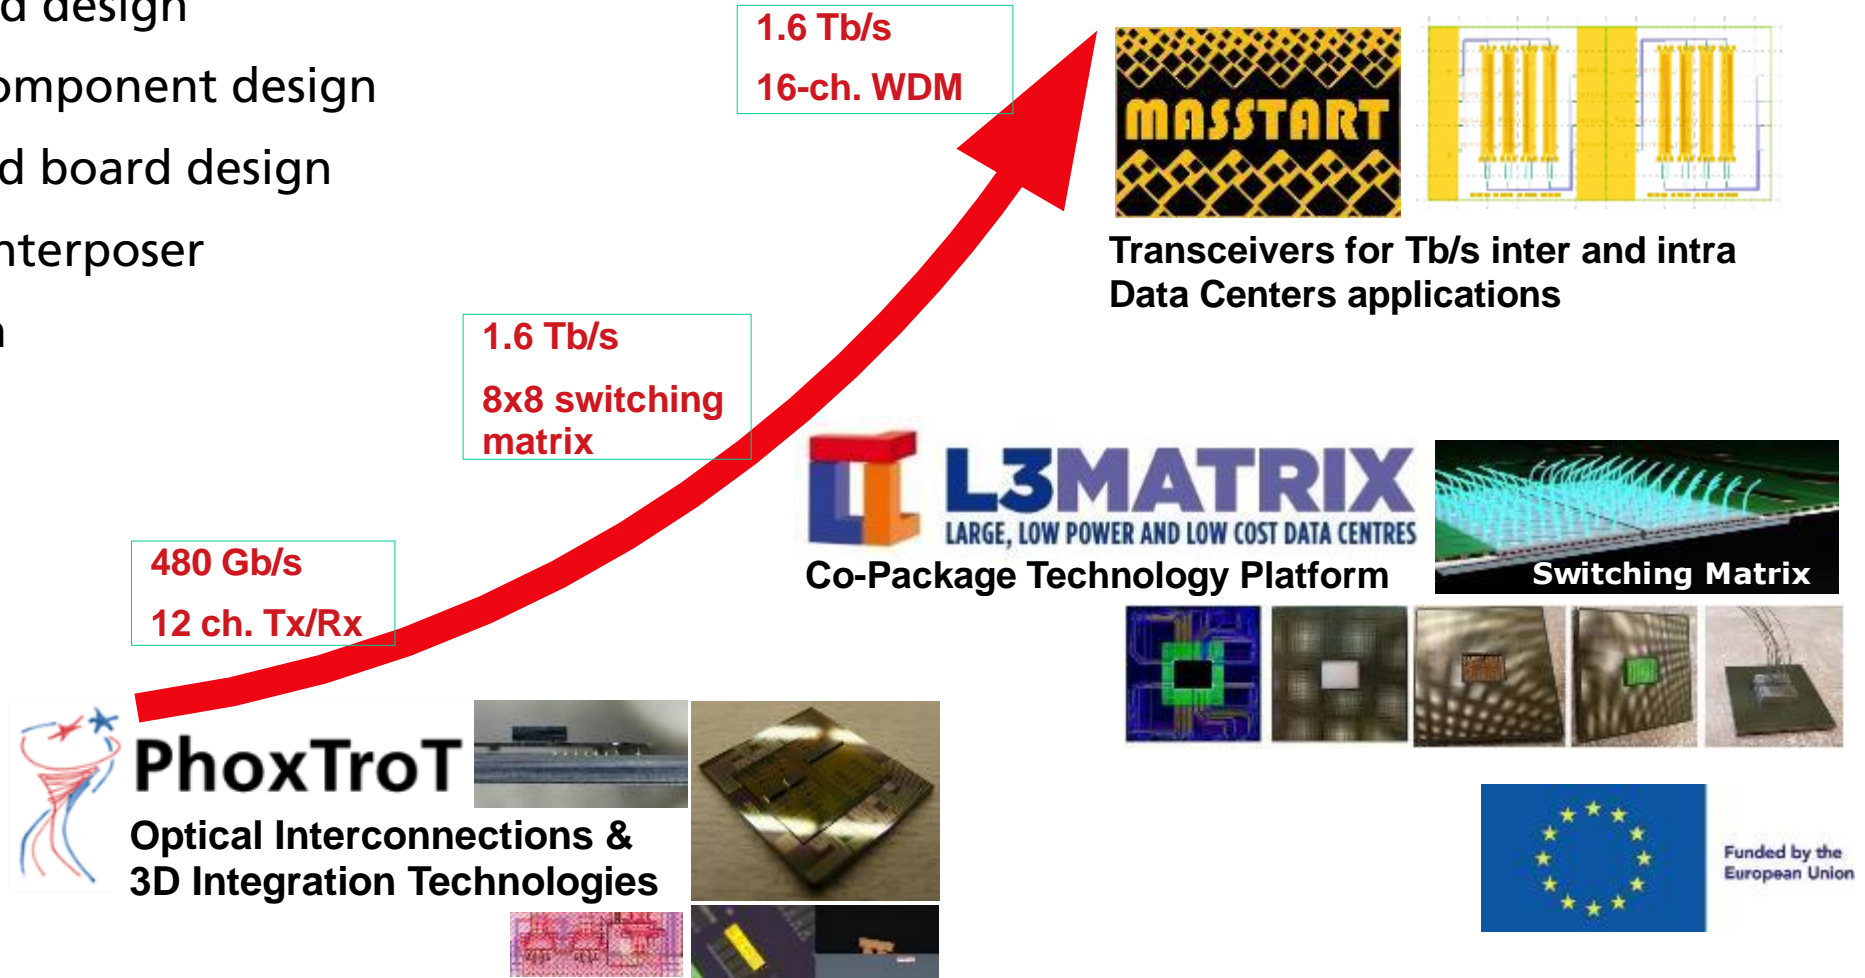 d design
omponent design
d board design
nterposer
1.6 Tb/s
16-ch. WDM
MASSTART
Transceivers for Tb/s inter and intra
Data Centers applications
1.6 Tb/s
8x8 switching
matrix
L3MATRIX
LARGE, LOW POWER AND LOW COST DATA CENTRES
Co-Package Technology Platform
Switching Matrix
480 Gb/s
12 ch. Tx/Rx
PhoxTroT
Optical Interconnections &
3D Integration Technologies
Funded by the
European Union